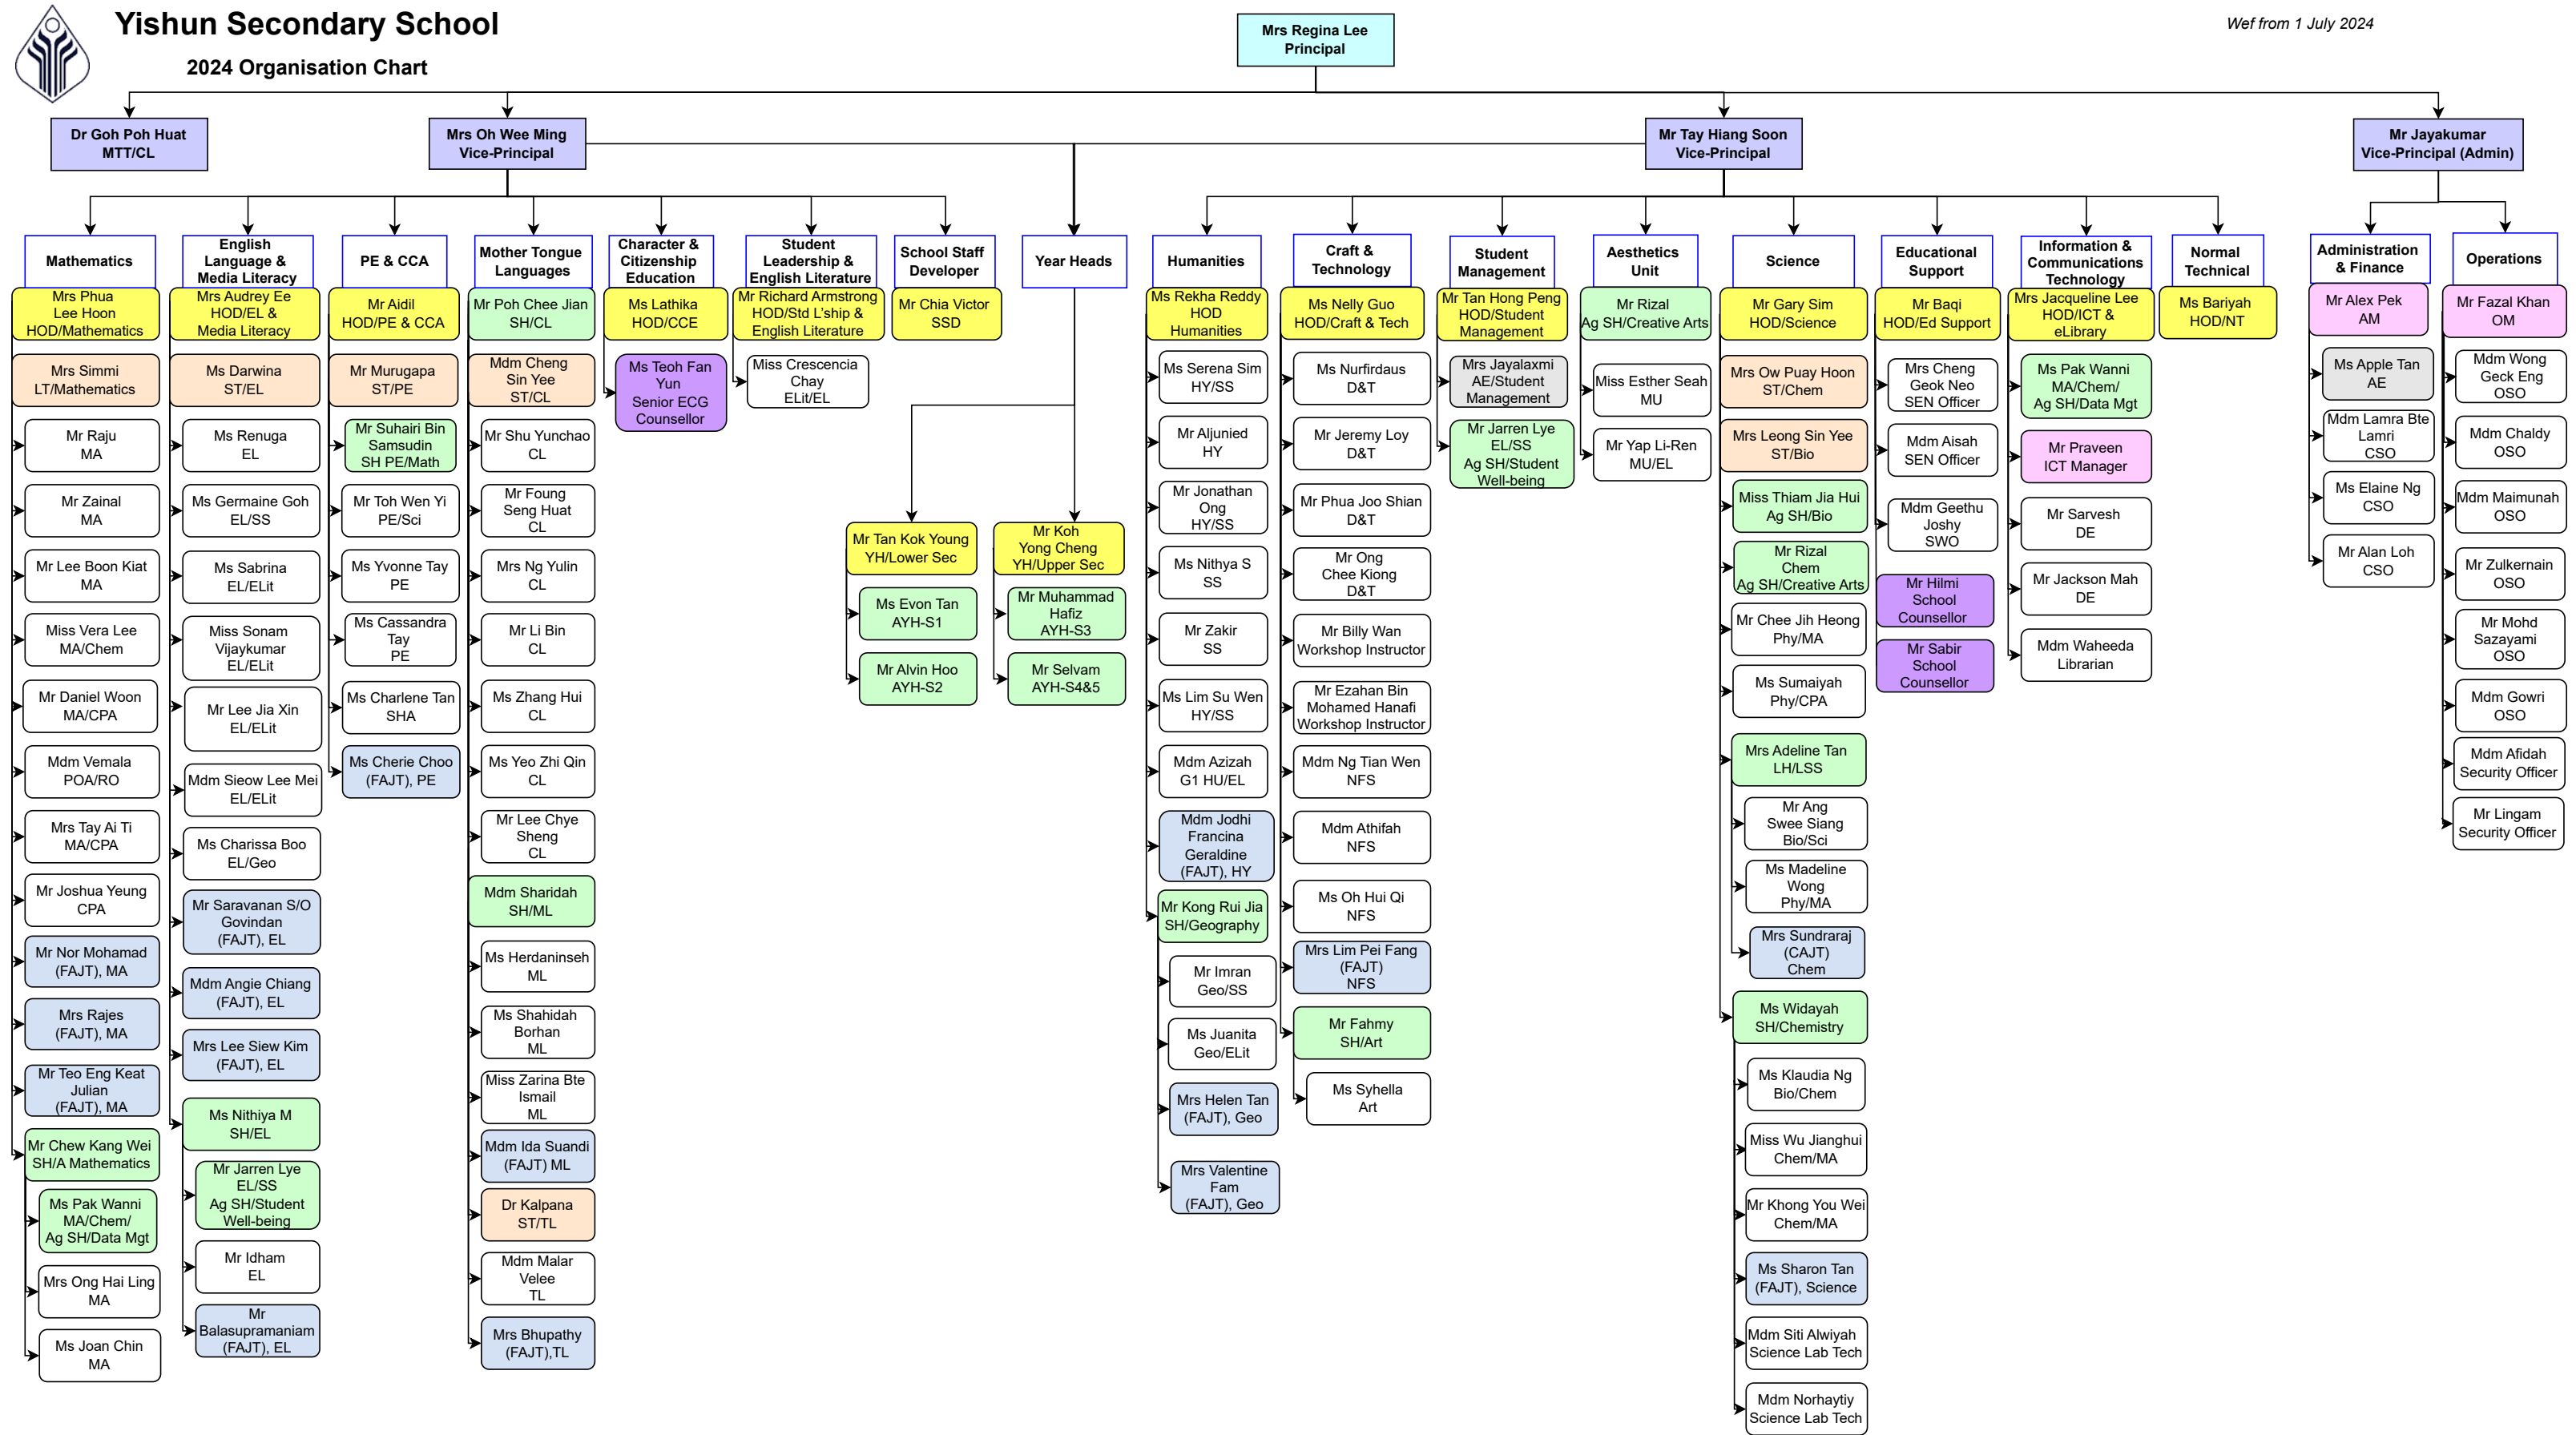 Yishun Secondary School
2024 Organisation Chart
Wef from 1 July 2024
Mrs Regina Lee
Principal
Dr Goh Poh Huat
MTT/CL
Mrs Oh Wee Ming
Vice-Principal
Mr Tay Hiang Soon
Vice-Principal
Mr Jayakumar
Vice-Principal (Admin)
Mathematics
Mrs Phua
Lee Hoon
HOD/Mathematics
Mrs Simmi
LT/Mathematics
Mr Raju
MA
Mr Zainal
MA
Mr Lee Boon Kiat
MA
Miss Vera Lee
MA/Chem
Mr Daniel Woon
MA/CPA
Mdm Vemala
POA/RO
Mrs Tay Ai Ti
MA/CPA
Mr Joshua Yeung
CPA
Mr Nor Mohamad
(FAJT), MA
Mrs Rajes
(FAJT), MA
Mr Teo Eng Keat
Julian
(FAJT), MA
Mr Chew Kang Wei
SH/A Mathematics
Ms Pak Wanni
MA/Chem/
Ag SH/Data Mgt
Mrs Ong Hai Ling
MA
Ms Joan Chin
MA
English
Language &
Media Literacy
Mrs Audrey Ee
HOD/EL &
Media Literacy
Ms Darwina
ST/EL
Ms Renuga
EL
Ms Germaine Goh
EL/SS
Ms Sabrina
EL/ELit
Miss Sonam
Vijaykumar
EL/ELit
Mr Lee Jia Xin
EL/ELit
Mdm Sieow Lee Mei
EL/ELit
Ms Charissa Boo
EL/Geo
Mr Saravanan S/O
Govindan
(FAJT), EL
Mdm Angie Chiang
(FAJT), EL
Mrs Lee Siew Kim
(FAJT), EL
Ms Nithiya M
SH/EL
Mr Jarren Lye
EL/SS
Ag SH/Student
Well-being
Mr Idham
EL
Mr
Balasupramaniam
(FAJT), EL
PE & CCA
Mr Aidil
HOD/PE & CCA
Mr Murugapa
ST/PE
Mr Suhairi Bin
Samsudin
SH PE/Math
Mr Toh Wen Yi
PE/Sci
Ms Yvonne Tay
PE
Ms Cassandra
Tay
PE
Ms Charlene Tan
SHA
Ms Cherie Choo
(FAJT), PE
Mother Tongue
Languages
Mr Poh Chee Jian
SH/CL
Mdm Cheng
Sin Yee
ST/CL
Mr Shu Yunchao
CL
Mr Foung
Seng Huat
CL
Mrs Ng Yulin
CL
Mr Li Bin
CL
Ms Zhang Hui
CL
Ms Yeo Zhi Qin
CL
Mr Lee Chye
Sheng
CL
Mdm Sharidah
SH/ML
Ms Herdaninseh
ML
Ms Shahidah
Borhan
ML
Miss Zarina Bte
Ismail
ML
Mdm Ida Suandi
(FAJT) ML
Dr Kalpana
ST/TL
Mdm Malar
Velee
TL
Mrs Bhupathy
(FAJT),TL
Character &
Citizenship
Education
Ms Lathika
HOD/CCE
Ms Teoh Fan
Yun
Senior ECG
Counsellor
Student
Leadership &
English Literature
Mr Richard Armstrong
HOD/Std L'ship &
English Literature
Miss Crescencia
Chay
ELit/EL
School Staff
Developer
Mr Chia Victor
SSD
Year Heads
Mr Tan Kok Young
YH/Lower Sec
Ms Evon Tan
AYH-S1
Mr Alvin Hoo
AYH-S2
Mr Koh
Yong Cheng
YH/Upper Sec
Mr Muhammad
Hafiz
AYH-S3
Mr Selvam
AYH-S4&5
Humanities
Ms Rekha Reddy
HOD
Humanities
Ms Serena Sim
HY/SS
Mr Aljunied
HY
Mr Jonathan
Ong
HY/SS
Ms Nithya S
SS
Mr Zakir
SS
Ms Lim Su Wen
HY/SS
Mdm Azizah
G1 HU/EL
Mdm Jodhi
Francina
Geraldine
(FAJT), HY
Mr Kong Rui Jia
SH/Geography
Mr Imran
Geo/SS
Ms Juanita
Geo/ELit
Mrs Helen Tan
(FAJT), Geo
Mrs Valentine
Fam
(FAJT), Geo
Craft &
Technology
Ms Nelly Guo
HOD/Craft & Tech
Ms Nurfirdaus
D&T
Mr Jeremy Loy
D&T
Mr Phua Joo Shian
D&T
Mr Ong
Chee Kiong
D&T
Mr Billy Wan
Workshop Instructor
Mr Ezahan Bin
Mohamed Hanafi
Workshop Instructor
Mdm Ng Tian Wen
NFS
Mdm Athifah
NFS
Ms Oh Hui Qi
NFS
Mrs Lim Pei Fang
(FAJT)
NFS
Mr Fahmy
SH/Art
Ms Syhella
Art
Student
Management
Mr Tan Hong Peng
HOD/Student
Management
Mrs Jayalaxmi
AE/Student
Management
Mr Jarren Lye
EL/SS
Ag SH/Student
Well-being
Aesthetics
Unit
Mr Rizal
Ag SH/Creative Arts
Miss Esther Seah
MU
Mr Yap Li-Ren
MU/EL
Science
Mr Gary Sim
HOD/Science
Mrs Ow Puay Hoon
ST/Chem
Mrs Leong Sin Yee
ST/Bio
Miss Thiam Jia Hui
Ag SH/Bio
Mr Rizal
Chem
Ag SH/Creative Arts
Mr Chee Jih Heong
Phy/MA
Ms Sumaiyah
Phy/CPA
Mrs Adeline Tan
LH/LSS
Mr Ang
Swee Siang
Bio/Sci
Ms Madeline
Wong
Phy/MA
Mrs Sundraraj
(CAJT)
Chem
Ms Widayah
SH/Chemistry
Ms Klaudia Ng
Bio/Chem
Miss Wu Jianghui
Chem/MA
Mr Khong You Wei
Chem/MA
Ms Sharon Tan
(FAJT), Science
Mdm Siti Alwiyah
Science Lab Tech
Mdm Norhaytiy
Science Lab Tech
Educational
Support
Mr Baqi
HOD/Ed Support
Mrs Cheng
Geok Neo
SEN Officer
Mdm Aisah
SEN Officer
Mdm Geethu
Joshy
SWO
Mr Hilmi
School
Counsellor
Mr Sabir
School
Counsellor
Information &
Communications
Technology
Mrs Jacqueline Lee
HOD/ICT &
eLibrary
Ms Pak Wanni
MA/Chem/
Ag SH/Data Mgt
Mr Praveen
ICT Manager
Mr Sarvesh
DE
Mr Jackson Mah
DE
Mdm Waheeda
Librarian
Normal
Technical
Ms Bariyah
HOD/NT
Administration
& Finance
Mr Alex Pek
AM
Ms Apple Tan
AE
Mdm Lamra Bte
Lamri
CSO
Ms Elaine Ng
CSO
Mr Alan Loh
CSO
Operations
Mr Fazal Khan
OM
Mdm Wong
Geck Eng
OSO
Mdm Chaldy
OSO
Mdm Maimunah
OSO
Mr Zulkernain
OSO
Mr Mohd
Sazayami
OSO
Mdm Gowri
OSO
Mdm Afidah
Security Officer
Mr Lingam
Security Officer